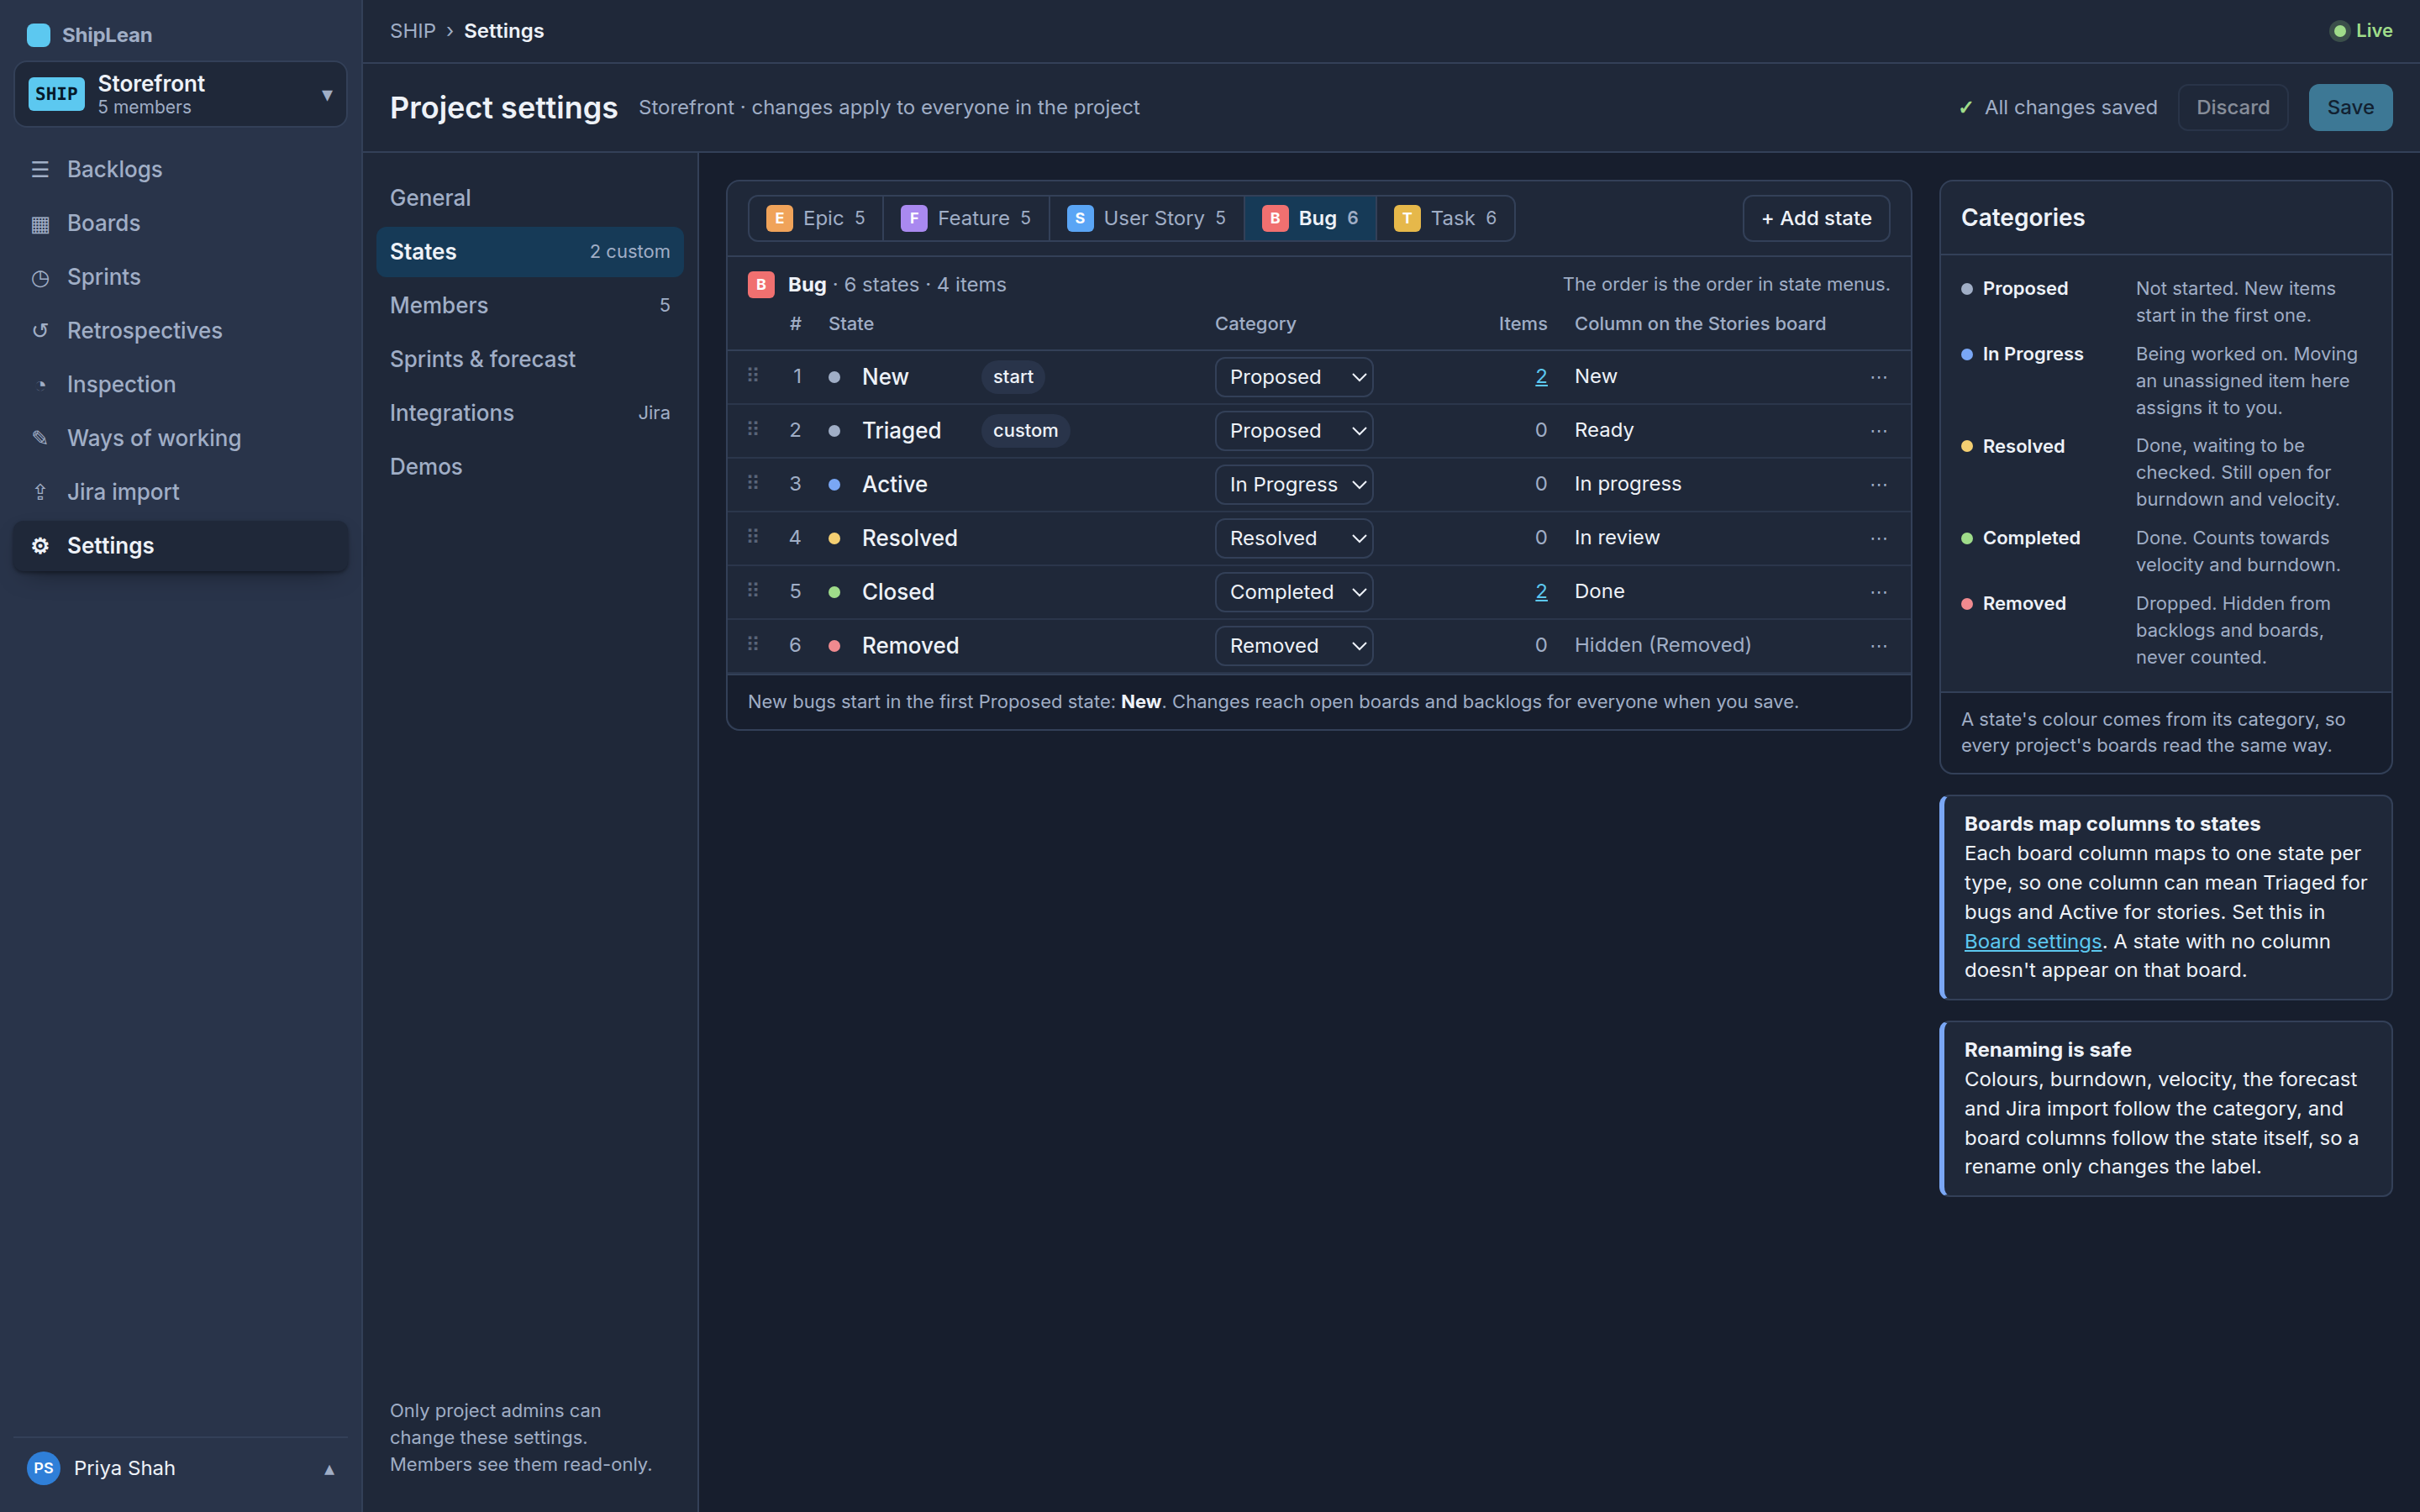 ShipLean
SHIP Storefront
5 members
Backlogs
Boards
Sprints
Retrospectives
Inspection
Ways of working
Jira import
Settings
PS Priya Shah
SHIP › Settings
Live
Project settings Storefront · changes apply to everyone in the project
✓ All changes saved Discard Save
General
States 2 custom
Members 5
Sprints & forecast
Integrations Jira
Demos
Only project admins can
change these settings.
Members see them read-only.
E Epic 5 F Feature 5 S User Story 5 B Bug 6 T Task 6 + Add state
B Bug · 6 states · 4 items The order is the order in state menus.
# State Category Items Column on the Stories board
1 New start Proposed 2 New ···
2 Triaged custom Proposed 0 Ready ···
3 Active In Progress 0 In progress ···
4 Resolved Resolved 0 In review ···
5 Closed Completed 2 Done ···
6 Removed Removed 0 Hidden (Removed) ···
New bugs start in the first Proposed state: New. Changes reach open boards and backlogs for everyone when you save.
Categories
Proposed Not started. New items
start in the first one.
In Progress Being worked on. Moving
an unassigned item here
assigns it to you.
Resolved Done, waiting to be
checked. Still open for
burndown and velocity.
Completed Done. Counts towards
velocity and burndown.
Removed Dropped. Hidden from
backlogs and boards,
never counted.
A state's colour comes from its category, so
every project's boards read the same way.
Boards map columns to states
Each board column maps to one state per
type, so one column can mean Triaged for
bugs and Active for stories. Set this in
Board settings. A state with no column
doesn't appear on that board.
Renaming is safe
Colours, burndown, velocity, the forecast
and Jira import follow the category, and
board columns follow the state itself, so a
rename only changes the label.